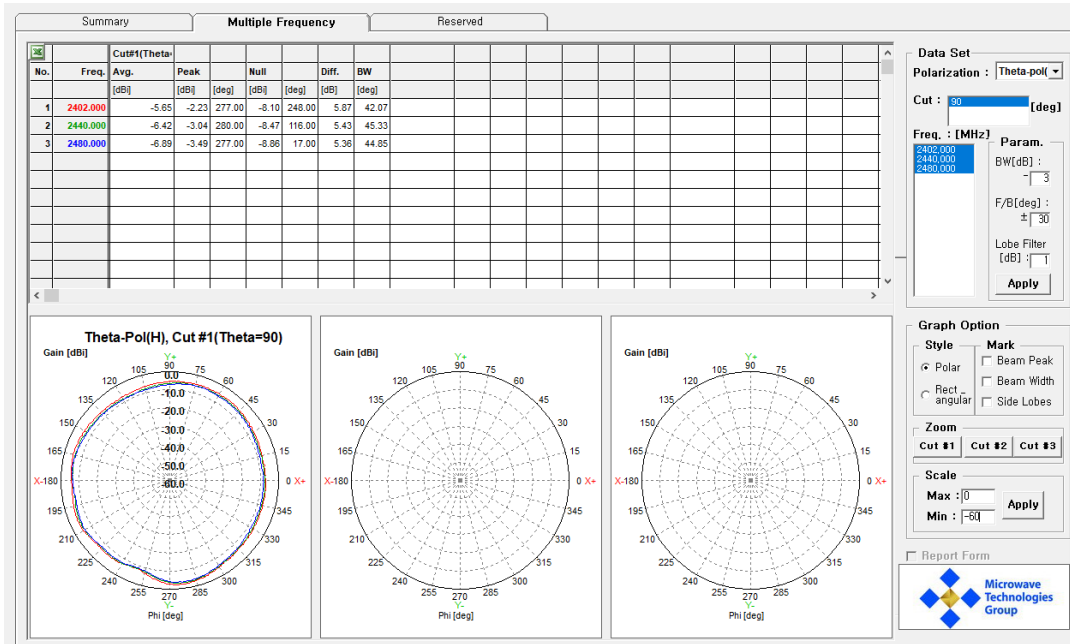 Summary Multiple Frequency Reserved
Cut#1(Theta-
No. Freq. Avg. Peak Null Diff. BW
[dBi] [dBi] [deg] [dBi] [deg] [dB] [deg]
1 2402.000 -5.65 -2.23 277.00 -8.10 248.00 5.87 42.07
2 2440.000 -6.42 -3.04 280.00 -8.47 116.00 5.43 45.33
3 2480.000 -6.89 -3.49 277.00 -8.86 17.00 5.36 44.85
Data Set
Polarization : Theta-pol(
Cut : 90 [deg]
Freq. : [MHz]
2402,000
2440,000
2480,000
Param.
BW[dB] :
- 3
F/B[deg] :
± 30
Lobe Filter
[dB] : 1
Apply
Theta-Pol(H), Cut #1(Theta=90)
Gain [dBi]
Y+
90
105 75
120 60
135 45
150 30
165 15
X-180 0 X+
195 345
210 330
225 315
240 300
255 285
270
Y-
Phi [deg]
0.0
-10.0
-20.0
-30.0
-40.0
-50.0
-60.0
Gain [dBi]
Y+
90
105 75
120 60
135 45
150 30
165 15
X-180 0 X+
195 345
210 330
225 315
240 300
255 285
270
Y-
Phi [deg]
Gain [dBi]
Y+
90
105 75
120 60
135 45
150 30
165 15
X-180 0 X+
195 345
210 330
225 315
240 300
255 285
270
Y-
Phi [deg]
Graph Option
Style
Polar
Rect
angular
Mark
Beam Peak
Beam Width
Side Lobes
Zoom
Cut #1 Cut #2 Cut #3
Scale
Max : 0
Min : -60
Apply
Report Form
Microwave
Technologies
Group